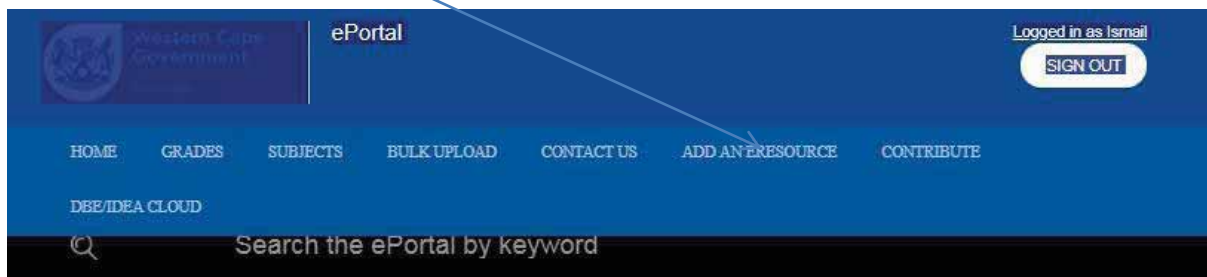 Western Cape
Government
ePortal
Logged in as Ismail
SIGN OUT
HOME GRADES SUBJECTS BULK UPLOAD CONTACT US ADD AN ERESOURCE CONTRIBUTE
DBE/IDEA CLOUD
Search the ePortal by keyword